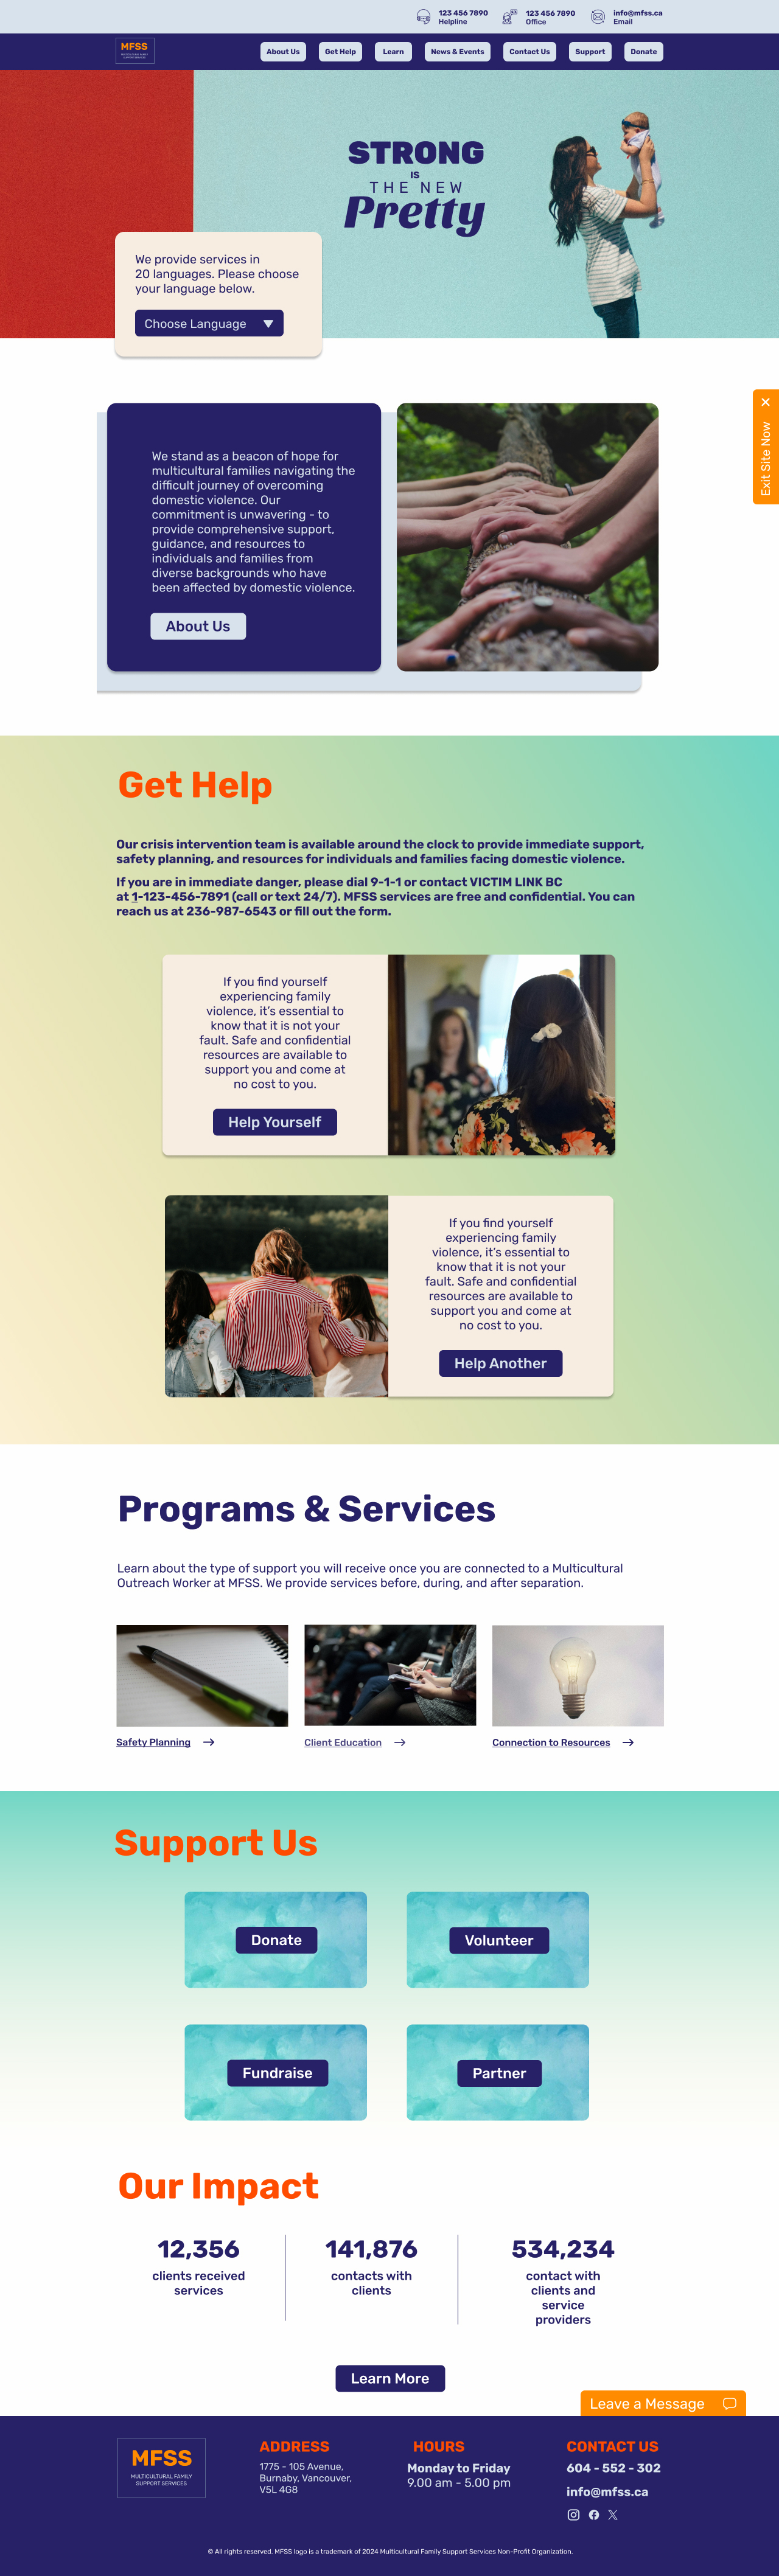 123 456 7890
Helpline
123 456 7890
Office
info@mfss.ca
Email
MFSS
MULTICULTURAL FAMILY
SUPPORT SERVICES
About Us
Get Help
Learn
News & Events
Contact Us
Support
Donate
STRONG
IS
THE NEW
Pretty
We provide services in
20 languages. Please choose
your language below.
Choose Language
Exit Site Now
We stand as a beacon of hope for
multicultural families navigating the
difficult journey of overcoming
domestic violence. Our
commitment is unwavering - to
provide comprehensive support,
guidance, and resources to
individuals and families from
diverse backgrounds who have
been affected by domestic violence.
About Us
Get Help
Our crisis intervention team is available around the clock to provide immediate support,
safety planning, and resources for individuals and families facing domestic violence.
If you are in immediate danger, please dial 9-1-1 or contact VICTIM LINK BC
at 1-123-456-7891 (call or text 24/7). MFSS services are free and confidential. You can
reach us at 236-987-6543 or fill out the form.
If you find yourself
experiencing family
violence, it’s essential to
know that it is not your
fault. Safe and confidential
resources are available to
support you and come at
no cost to you.
Help Yourself
If you find yourself
experiencing family
violence, it’s essential to
know that it is not your
fault. Safe and confidential
resources are available to
support you and come at
no cost to you.
Help Another
Programs & Services
Learn about the type of support you will receive once you are connected to a Multicultural
Outreach Worker at MFSS. We provide services before, during, and after separation.
Safety Planning
Client Education
Connection to Resources
Support Us
Donate
Volunteer
Fundraise
Partner
Our Impact
12,356
clients received
services
141,876
contacts with
clients
534,234
contact with
clients and
service
providers
Learn More
Leave a Message
MFSS
MULTICULTURAL FAMILY
SUPPORT SERVICES
ADDRESS
1775 - 105 Avenue,
Burnaby, Vancouver,
V5L 4G8
HOURS
Monday to Friday
9.00 am - 5.00 pm
CONTACT US
604 - 552 - 302
info@mfss.ca
© All rights reserved. MFSS logo is a trademark of 2024 Multicultural Family Support Services Non-Profit Organization.